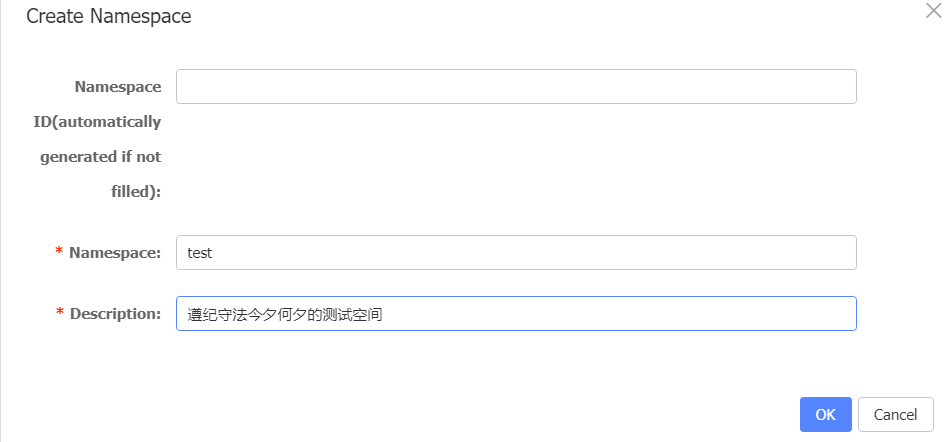 Create Namespace
Namespace
ID(automatically
generated if not
filled):
* Namespace:
test
* Description:
遵纪守法今夕何夕的测试空间
OK
Cancel